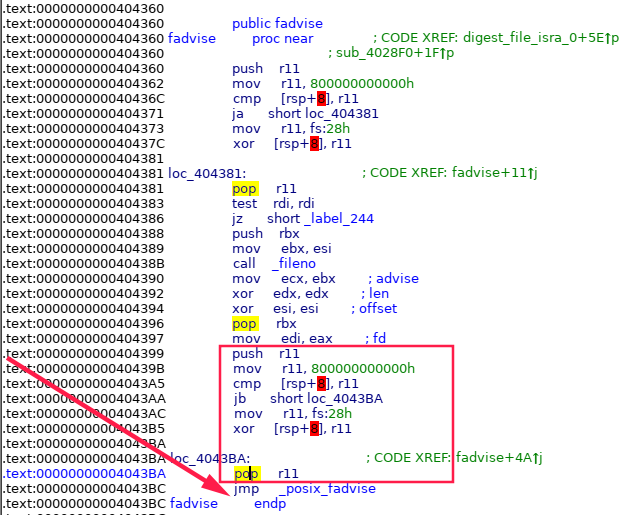 .text:0000000000404360
.text:0000000000404360 public fadvise
.text:0000000000404360 fadvise proc near ; CODE XREF: digest_file_isra_0+5E↑p
.text:0000000000404360 ; sub_4028F0+1F↑p
.text:0000000000404360 push r11
.text:0000000000404362 mov r11, 800000000000h
.text:000000000040436C cmp [rsp+8], r11
.text:0000000000404371 ja short loc_404381
.text:0000000000404373 mov r11, fs:28h
.text:000000000040437C xor [rsp+8], r11
.text:0000000000404381
.text:0000000000404381 loc_404381: ; CODE XREF: fadvise+11↑j
.text:0000000000404381 pop r11
.text:0000000000404383 test rdi, rdi
.text:0000000000404386 jz short _label_244
.text:0000000000404388 push rbx
.text:0000000000404389 mov ebx, esi
.text:000000000040438B call _fileno
.text:0000000000404390 mov ecx, ebx ; advise
.text:0000000000404392 xor edx, edx ; len
.text:0000000000404394 xor esi, esi ; offset
.text:0000000000404396 pop rbx
.text:0000000000404397 mov edi, eax ; fd
.text:0000000000404399 push r11
.text:000000000040439B mov r11, 800000000000h
.text:00000000004043A5 cmp [rsp+8], r11
.text:00000000004043AA jb short loc_4043BA
.text:00000000004043AC mov r11, fs:28h
.text:00000000004043B5 xor [rsp+8], r11
.text:00000000004043BA
.text:00000000004043BA loc_4043BA: ; CODE XREF: fadvise+4A↑j
.text:00000000004043BA pop r11
.text:00000000004043BC jmp _posix_fadvise
.text:00000000004043BC fadvise endp